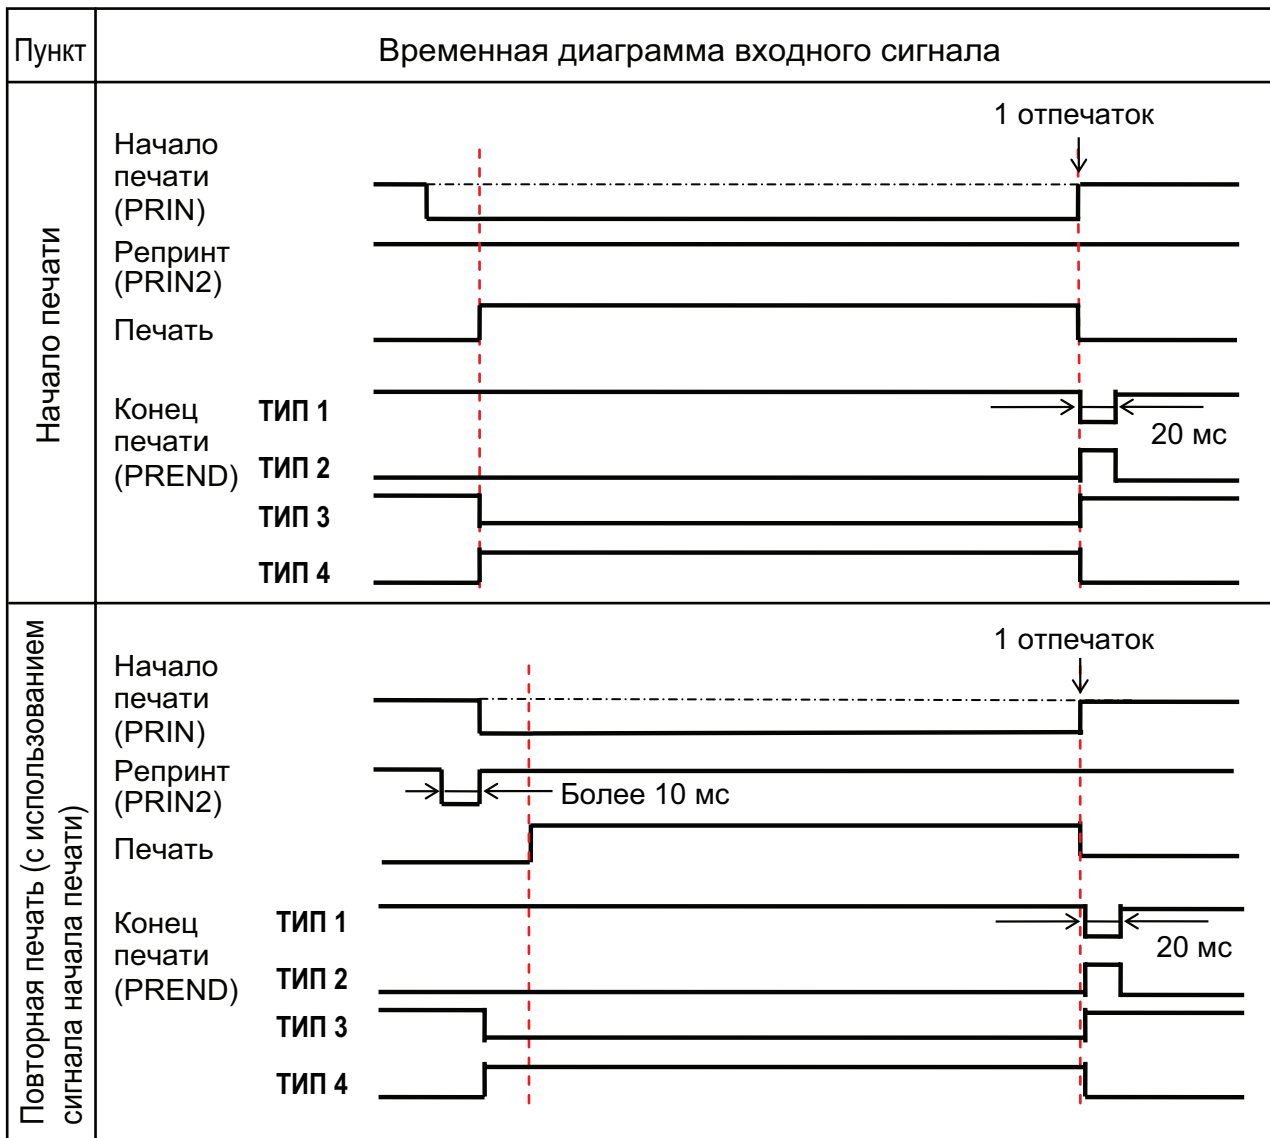 Пункт
Временная диаграмма входного сигнала
Начало печати
1 отпечаток
Начало
печати
(PRIN)
Репринт
(PRIN2)
Печать
Конец
печати
(PREND)
ТИП 1
20 мс
ТИП 2
ТИП 3
ТИП 4
Повторная печать (с использованием
сигнала начала печати)
1 отпечаток
Начало
печати
(PRIN)
Репринт
(PRIN2)
Более 10 мс
Печать
Конец
печати
(PREND)
ТИП 1
20 мс
ТИП 2
ТИП 3
ТИП 4